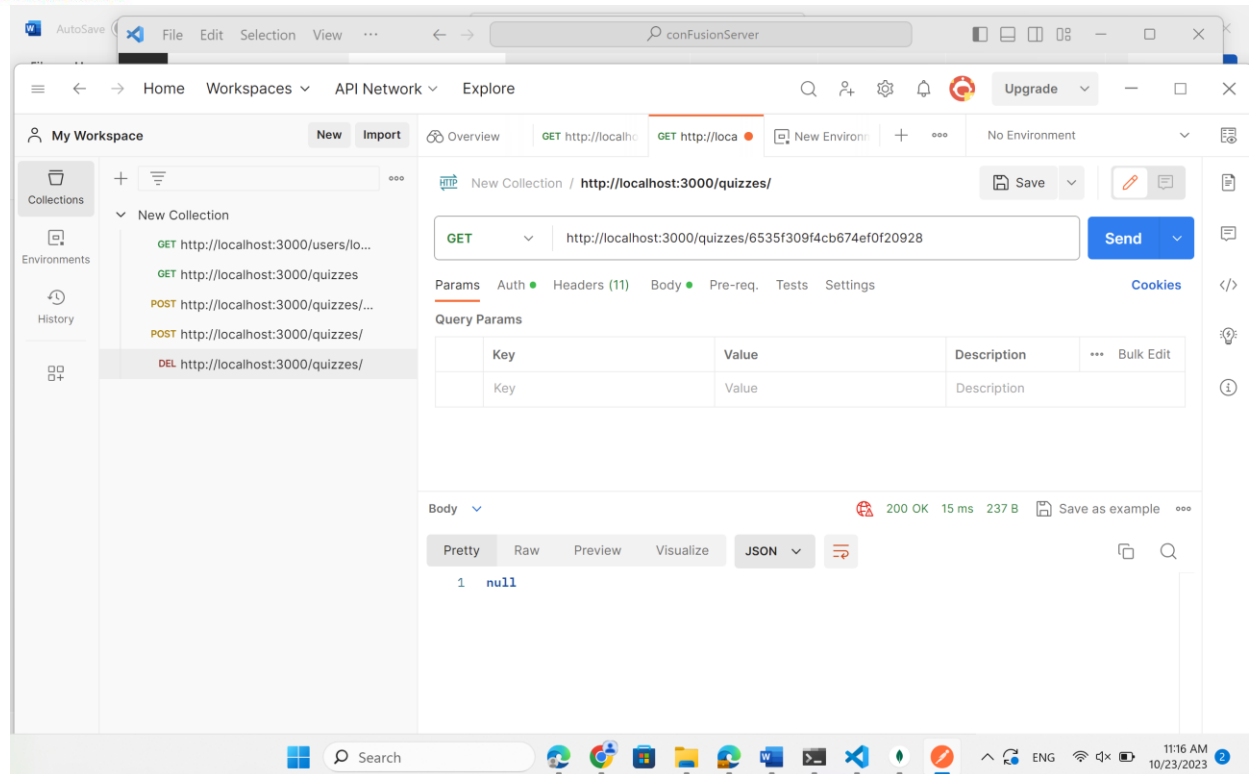 AutoSave
File Edit Selection View ··· conFusionServer
Home Workspaces API Network Explore Upgrade
My Workspace New Import Overview GET http://localho GET http://loca New Environn No Environment
Collections New Collection / http://localhost:3000/quizzes/ Save
New Collection
GET http://localhost:3000/users/lo... GET http://localhost:3000/quizzes/6535f309f4cb674ef0f20928 Send
Environments GET http://localhost:3000/quizzes
POST http://localhost:3000/quizzes/... Params Auth Headers (11) Body Pre-req. Tests Settings Cookies
History Query Params
POST http://localhost:3000/quizzes/
DEL http://localhost:3000/quizzes/ Key Value Description ••• Bulk Edit
Key Value Description
Body 200 OK 15 ms 237 B Save as example
Pretty Raw Preview Visualize JSON
1 null
Search ENG 11:16 AM
10/23/2023 2